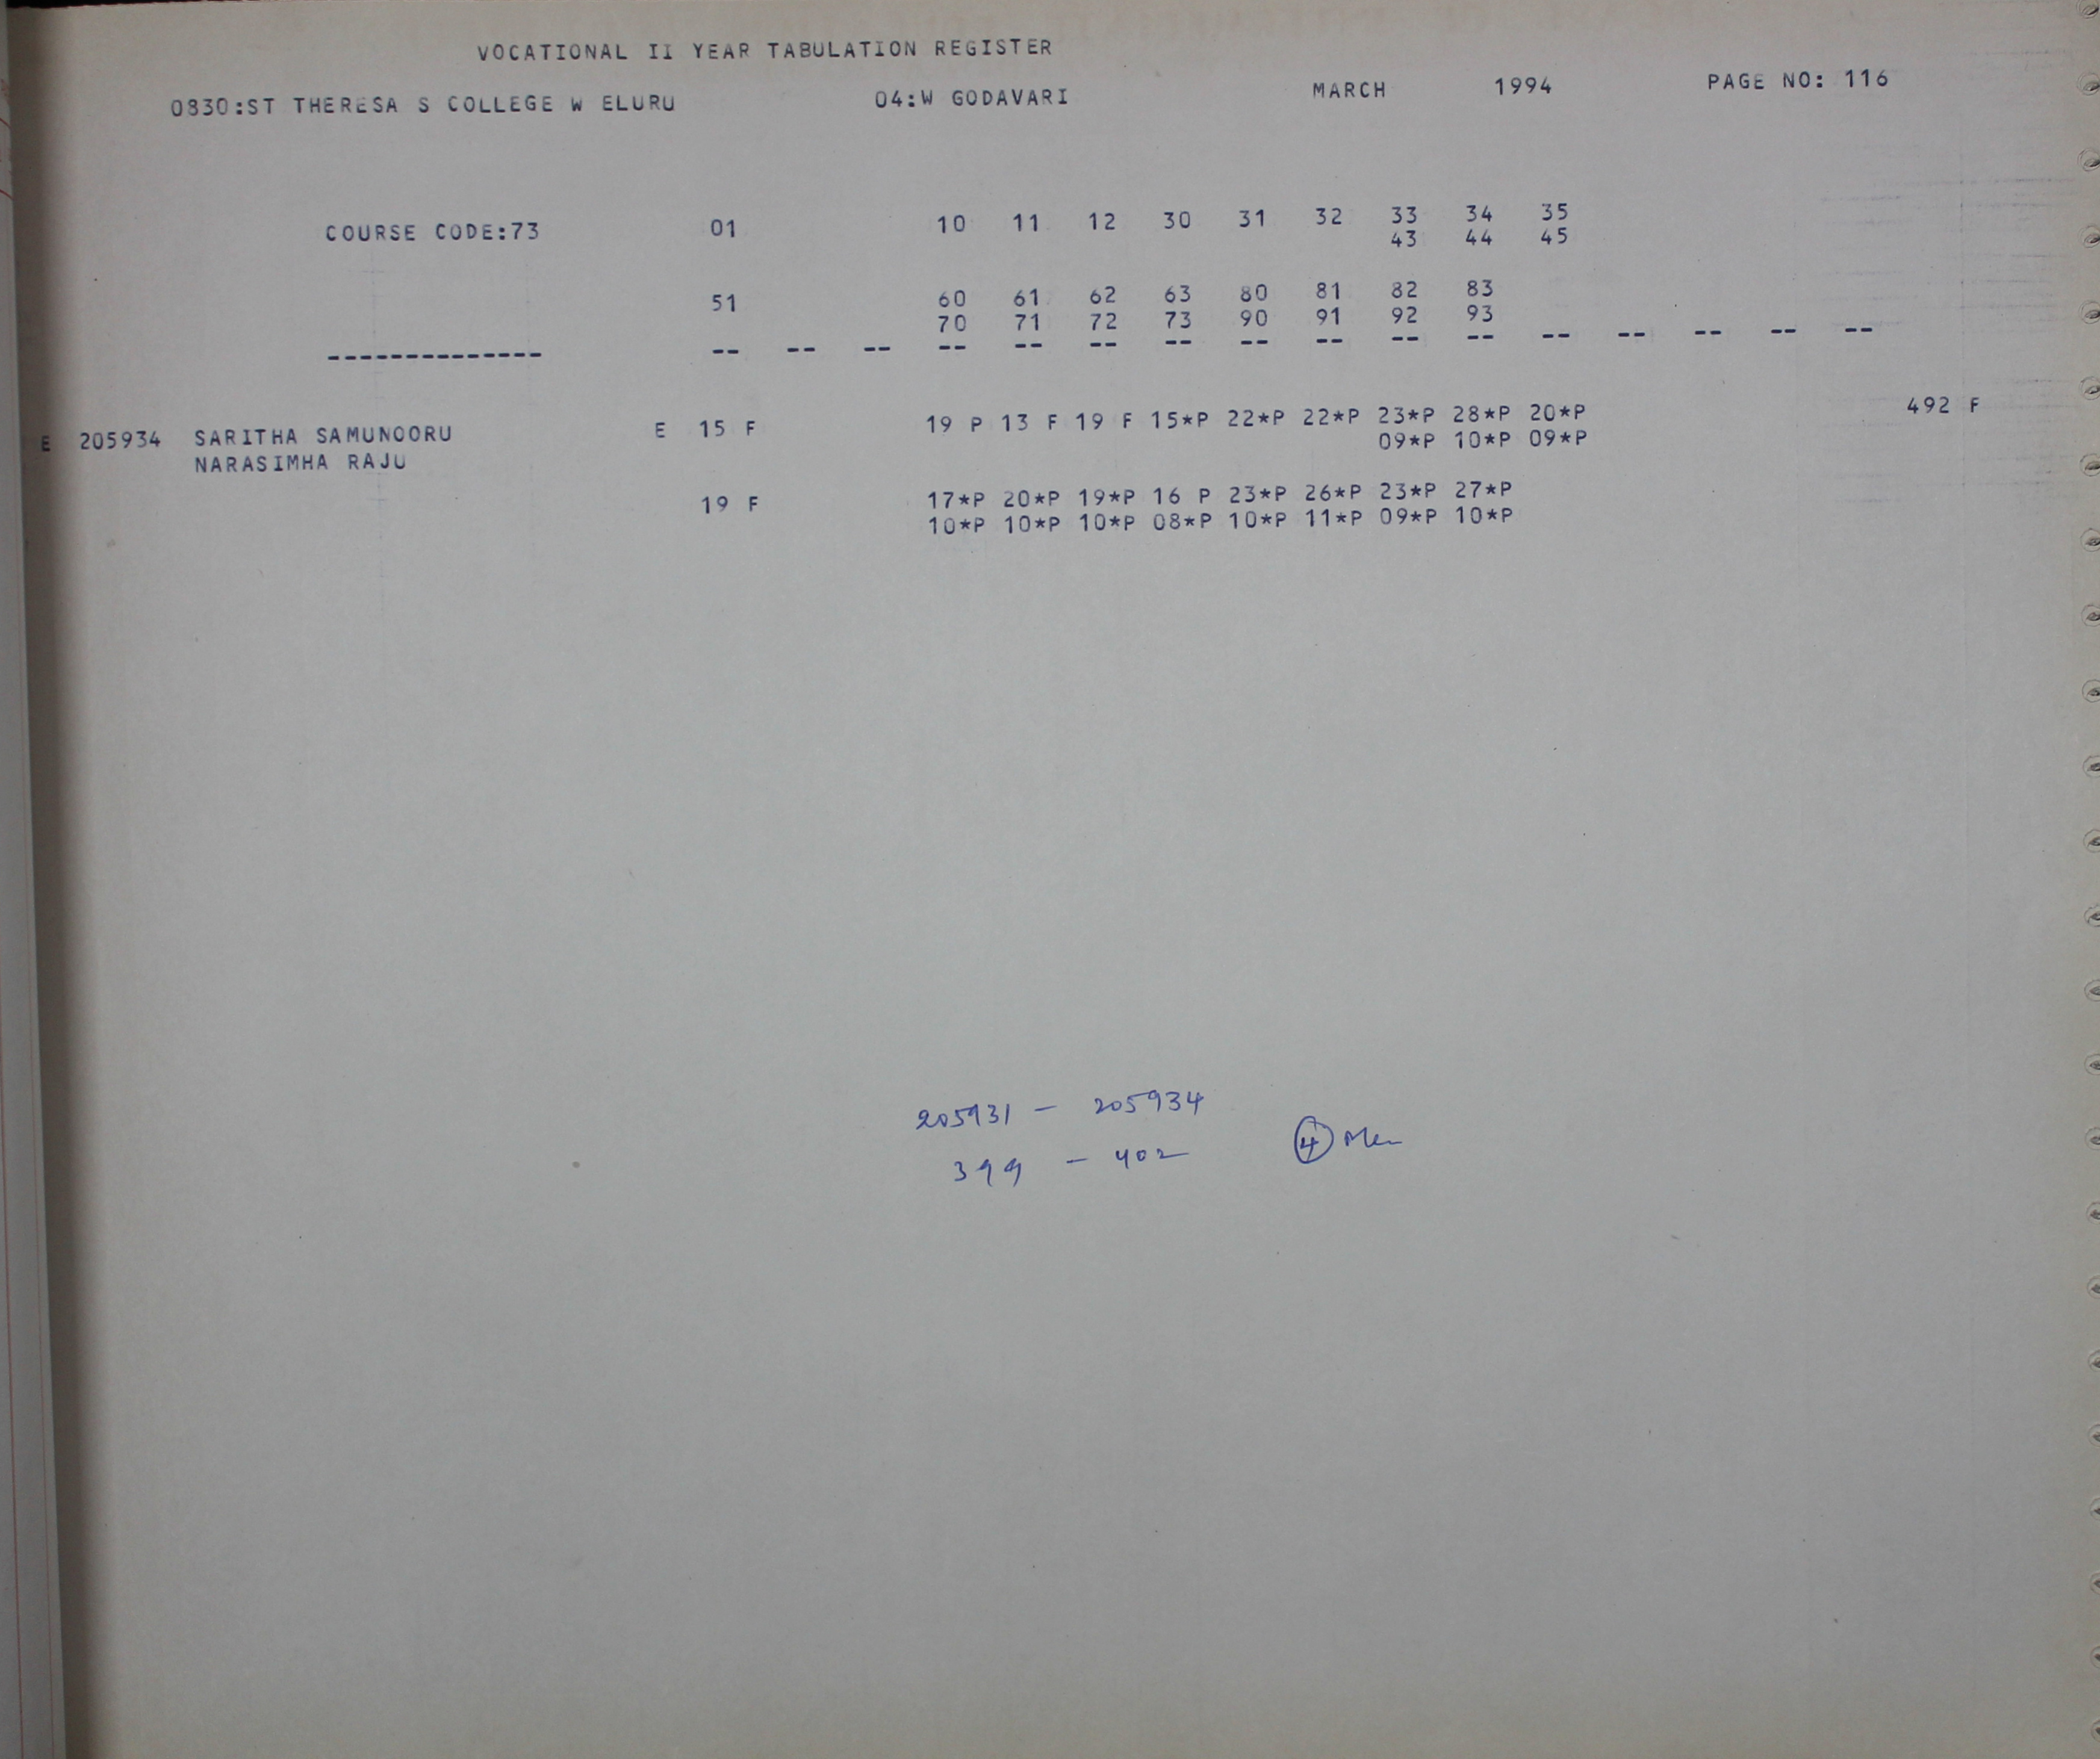 VOCATIONAL II YEAR TABULATION REGISTER
0830:ST THERESA S COLLEGE W ELURU 04:W GODAVARI MARCH 1994 PAGE NO: 116
COURSE CODE:73 01 10 11 12 30 31 32 33 34 35
43 44 45
51 60 61 62 63 80 81 82 83
70 71 72 73 90 91 92 93
-------------- -- -- -- -- -- -- -- -- -- -- -- -- -- -- -- --
E 205934 SARITHA SAMUNOORU E 15 F 19 P 13 F 19 F 15*P 22*P 22*P 23*P 28*P 20*P 492 F
NARASIMHA RAJU 09*P 10*P 09*P
19 F 17*P 20*P 19*P 16 P 23*P 26*P 23*P 27*P
10*P 10*P 10*P 08*P 10*P 11*P 09*P 10*P
205931 - 205934
399 - 402 4